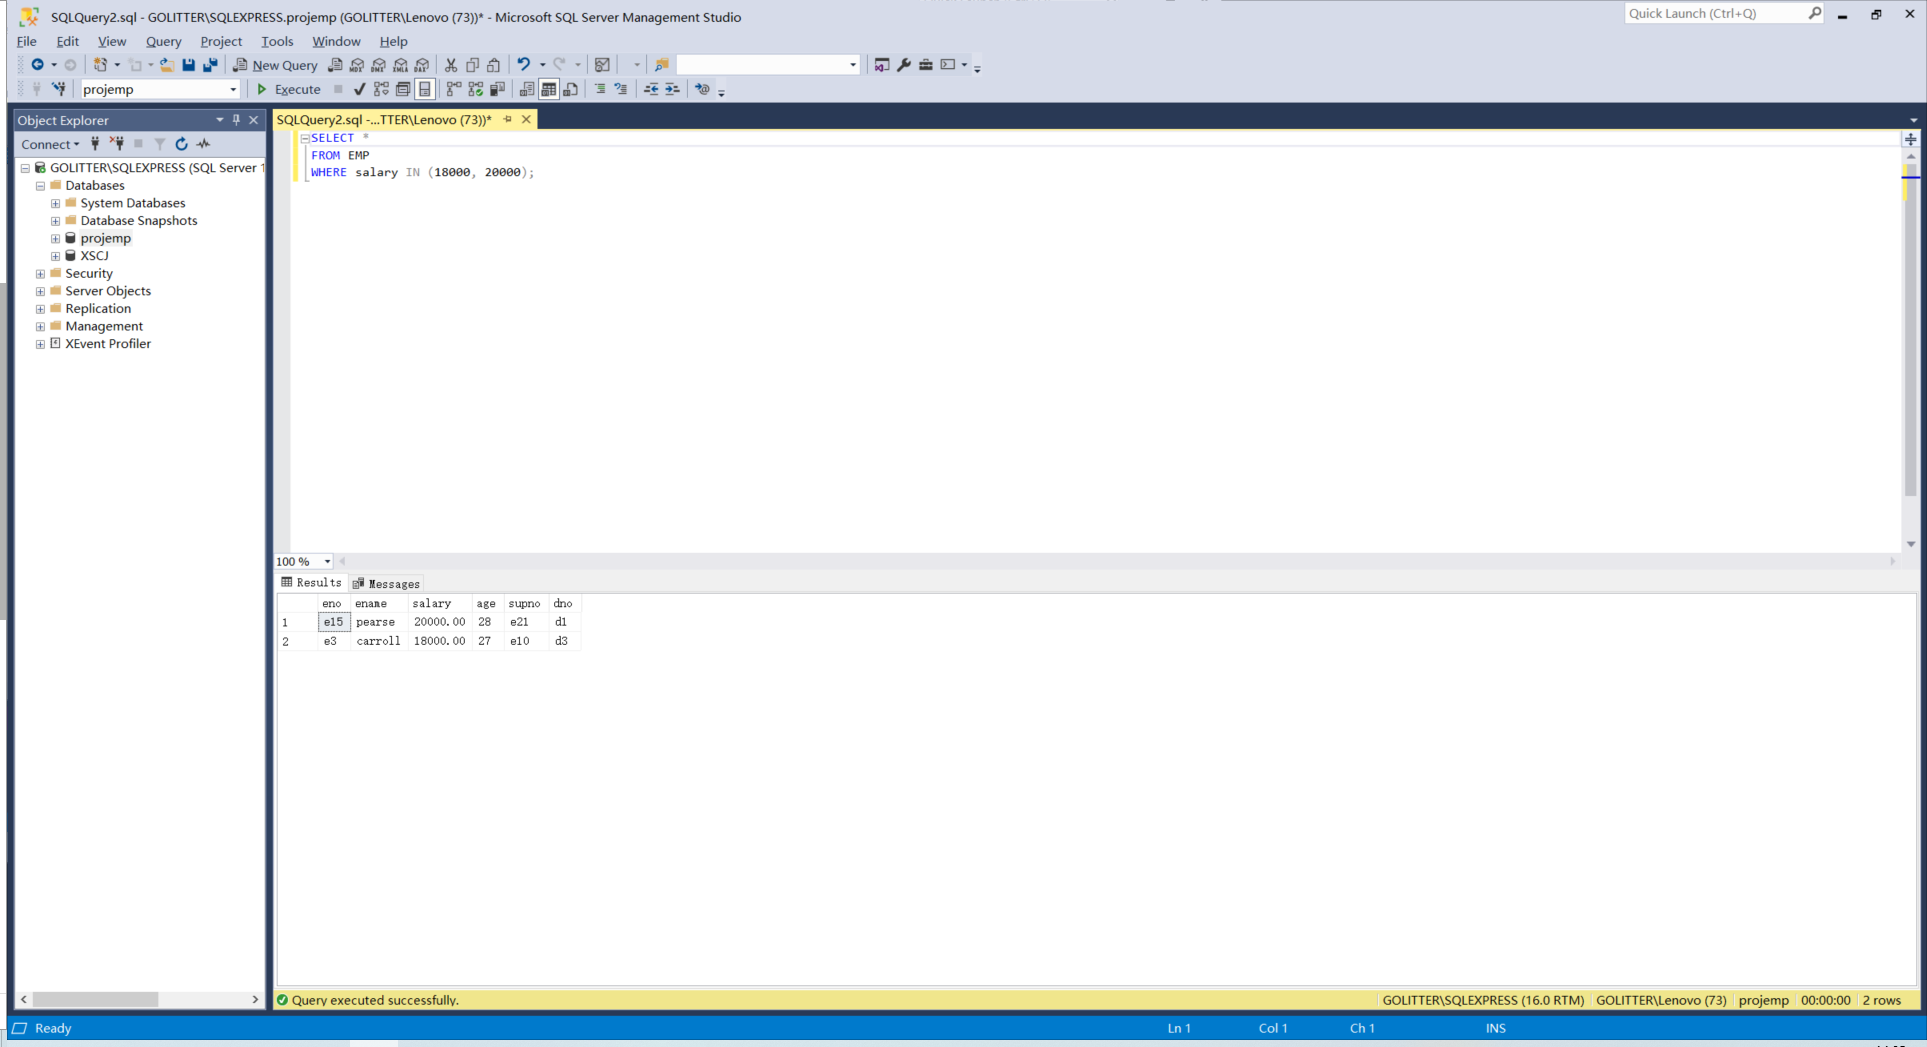 SQLQuery2.sql - GOLITTER\SQLEXPRESS.projemp (GOLITTER\Lenovo (73))* - Microsoft SQL Server Management Studio
Quick Launch (Ctrl+Q)
File Edit View Query Project Tools Window Help
New Query MDX DMX XMLA DAX
projemp Execute
Object Explorer
Connect
GOLITTER\SQLEXPRESS (SQL Server 1
Databases
System Databases
Database Snapshots
projemp
XSCJ
Security
Server Objects
Replication
Management
XEvent Profiler
SQLQuery2.sql -...TTER\Lenovo (73))*
SELECT *
FROM EMP
WHERE salary IN (18000, 20000);
100 %
Results Messages
eno ename salary age supno dno
1 e15 pearse 20000.00 28 e21 d1
2 e3 carroll 18000.00 27 e10 d3
Query executed successfully. GOLITTER\SQLEXPRESS (16.0 RTM) GOLITTER\Lenovo (73) projemp 00:00:00 2 rows
Ready Ln 1 Col 1 Ch 1 INS